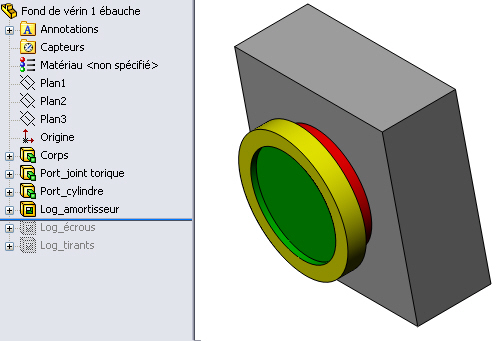 Fond de vérin 1 ébauche
Annotations
Capteurs
Matériau <non spécifié>
Plan1
Plan2
Plan3
Origine
Corps
Port_joint torique
Port_cylindre
Log_amortisseur
Log_écrous
Log_tirants